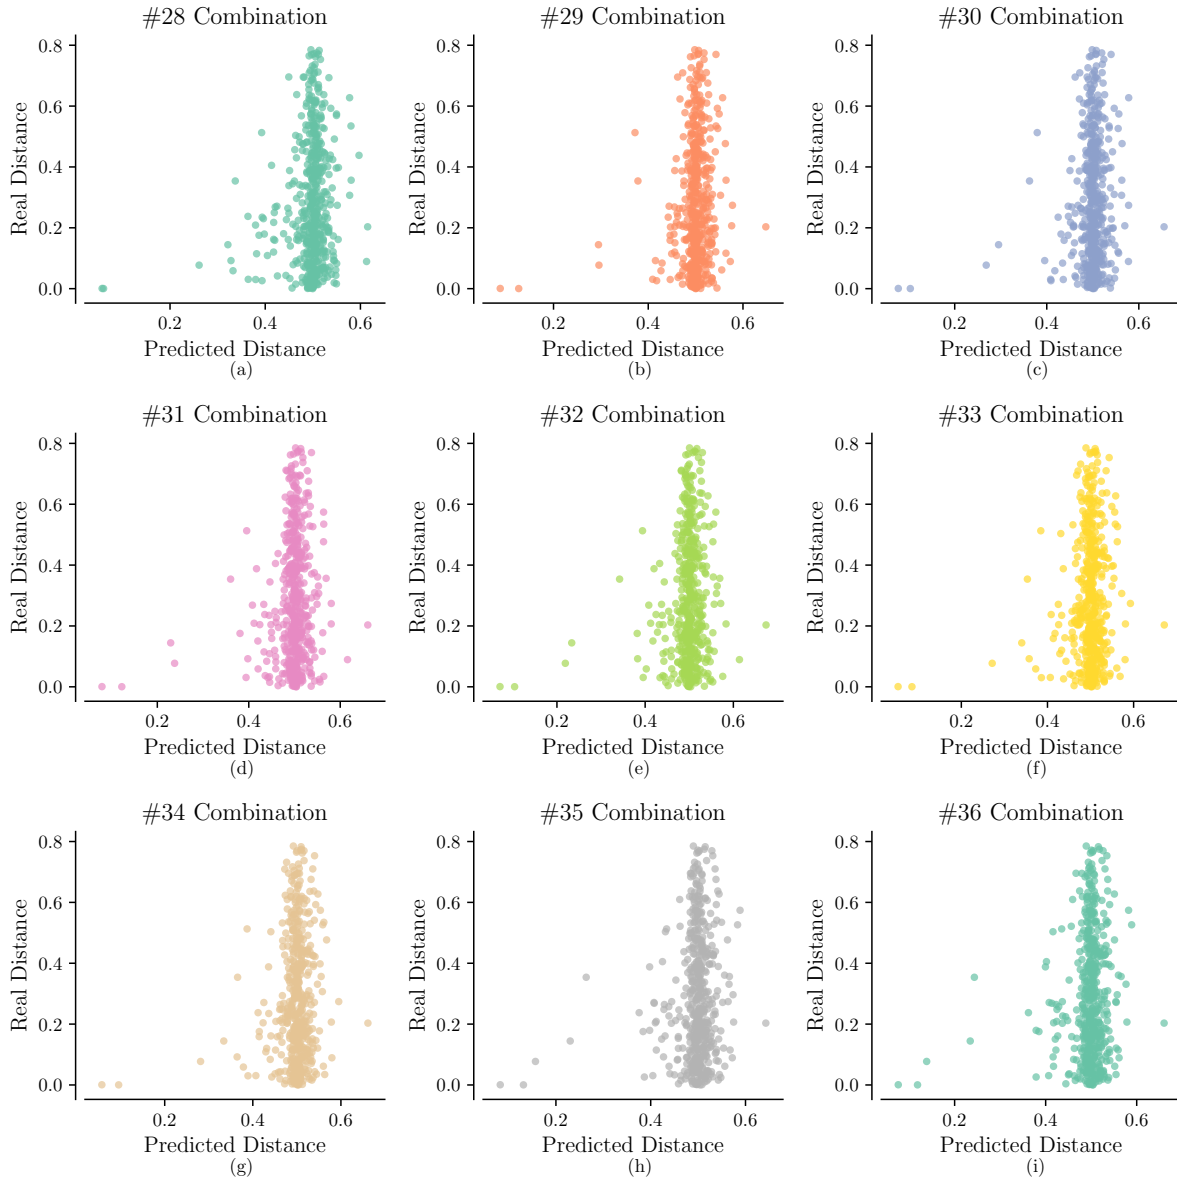 #28 Combination
#29 Combination
#30 Combination
0.8
0.6
0.4
0.2
0.0
Real Distance
0.2
0.4
0.6
Predicted Distance
(a)
0.8
0.6
0.4
0.2
0.0
Real Distance
0.2
0.4
0.6
Predicted Distance
(b)
0.8
0.6
0.4
0.2
0.0
Real Distance
0.2
0.4
0.6
Predicted Distance
(c)
#31 Combination
#32 Combination
#33 Combination
0.8
0.6
0.4
0.2
0.0
Real Distance
0.2
0.4
0.6
Predicted Distance
(d)
0.8
0.6
0.4
0.2
0.0
Real Distance
0.2
0.4
0.6
Predicted Distance
(e)
0.8
0.6
0.4
0.2
0.0
Real Distance
0.2
0.4
0.6
Predicted Distance
(f)
#34 Combination
#35 Combination
#36 Combination
0.8
0.6
0.4
0.2
0.0
Real Distance
0.2
0.4
0.6
Predicted Distance
(g)
0.8
0.6
0.4
0.2
0.0
Real Distance
0.2
0.4
0.6
Predicted Distance
(h)
0.8
0.6
0.4
0.2
0.0
Real Distance
0.2
0.4
0.6
Predicted Distance
(i)